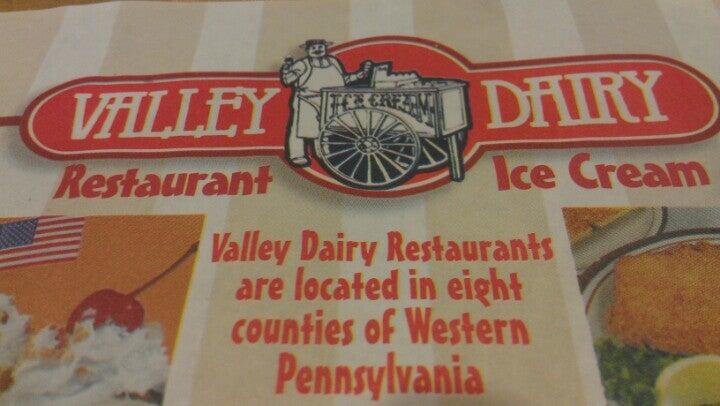 VALLEY DAIRY
ICE CREAM
Restaurant Ice Cream
Valley Dairy Restaurants
are located in eight
counties of Western
Pennsylvania